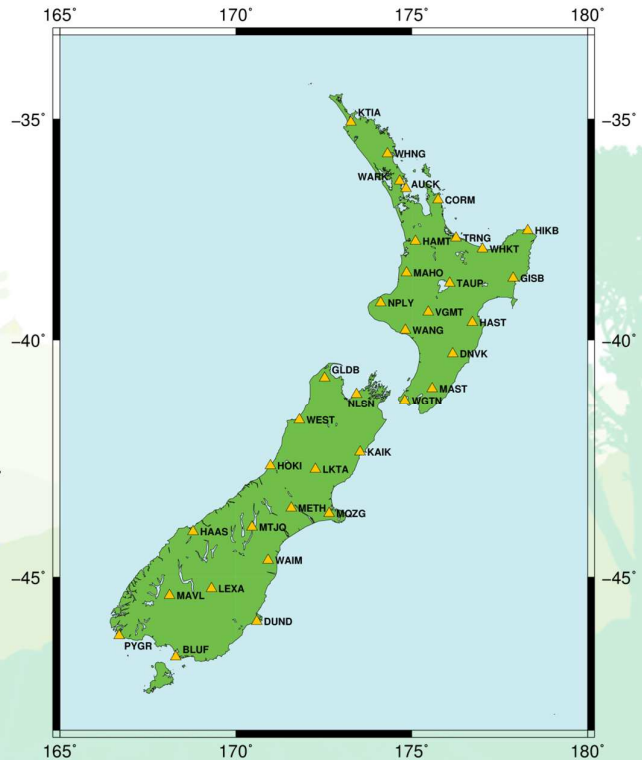 165° 170° 175° 180°
−35° −35°
KTIA
WHNG
WARK
AUCK
CORM
HIKB
TRNG
HAMT
WHKT
MAHO
GISB
TAUP
NPLY
VGMT
HAST
WANG
DNVK
−40° −40°
GLDB
MAST
NLSN
WGTN
WEST
KAIK
HOKI
LKTA
METH
MQZG
MTJO
HAAS
WAIM
−45° −45°
LEXA
MAVL
DUND
PYGR
BLUF
165° 170° 175° 180°